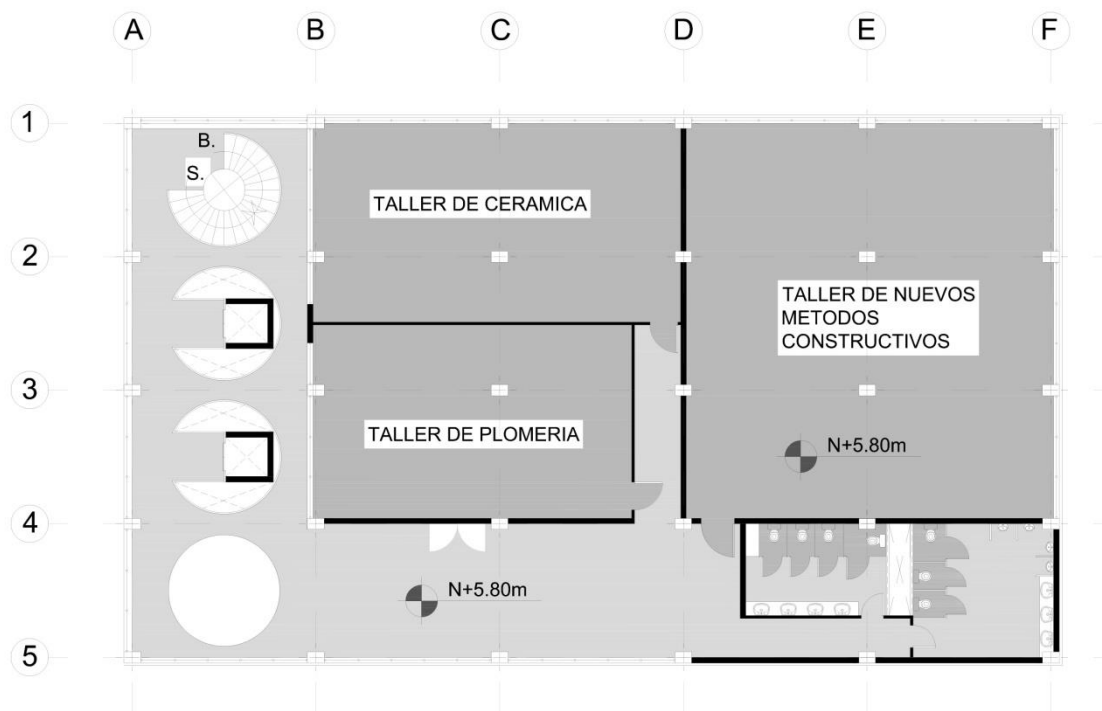 A B C D E F
1
B.
S.
TALLER DE CERAMICA
2
TALLER DE NUEVOS
METODOS
CONSTRUCTIVOS
3
TALLER DE PLOMERIA
N+5.80m
4
N+5.80m
5